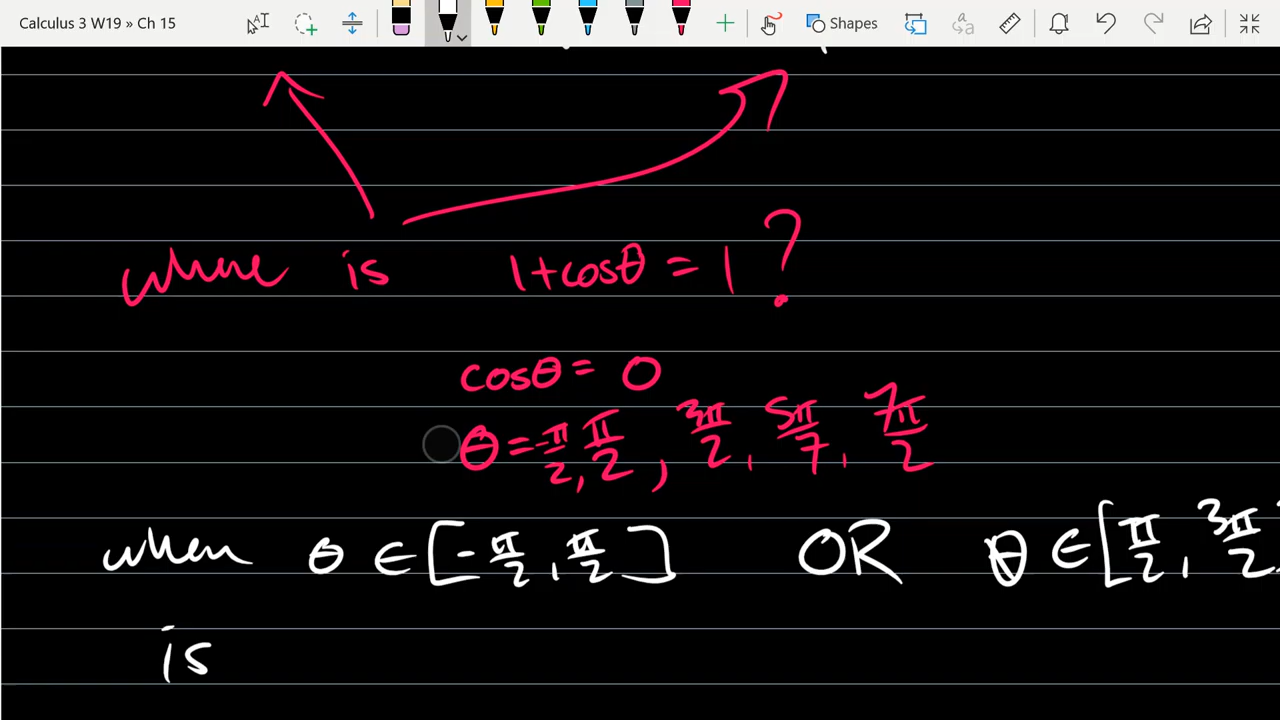 Calculus 3 W19 » Ch 15
Shapes
where is 1+cosθ = 1 ?
cosθ = 0
θ = -π/2, π/2, 3π/2, 5π/7, 7π/2
when θ ∈ [-π/2, π/2] OR θ ∈ [π/2, 3π/2]
is